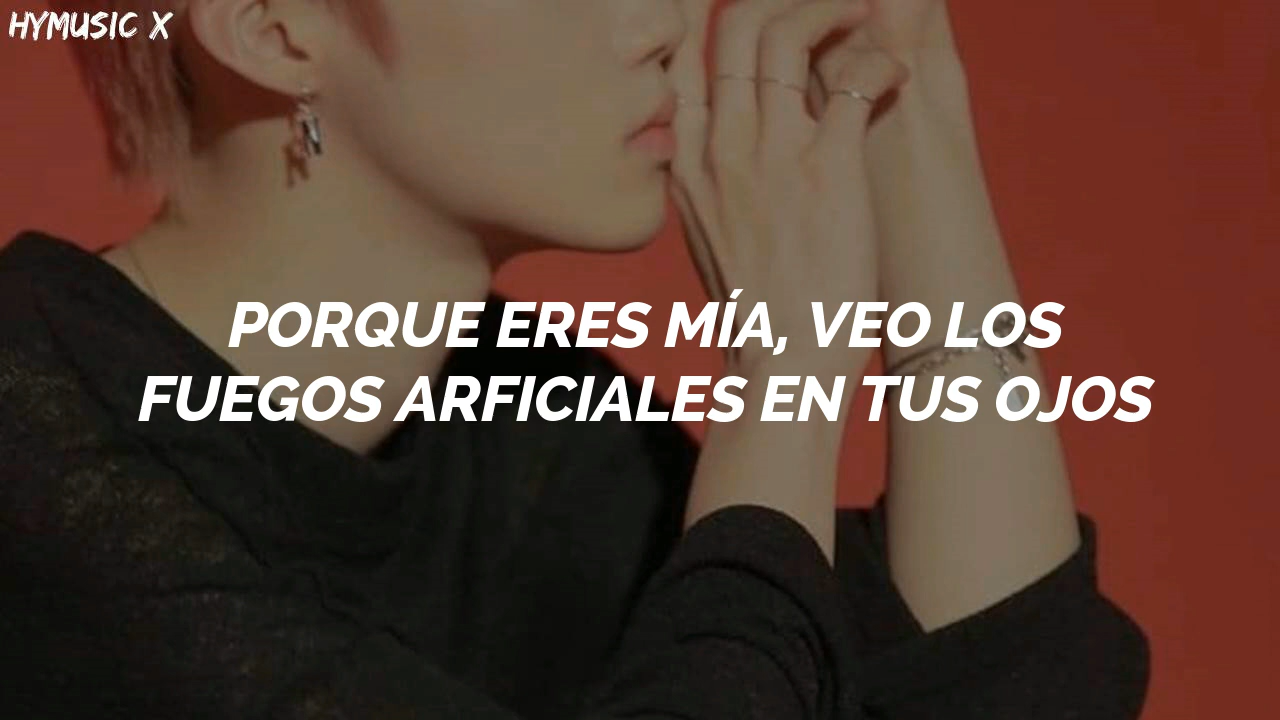 HYMUSIC X
PORQUE ERES MÍA, VEO LOS
FUEGOS ARFICIALES EN TUS OJOS